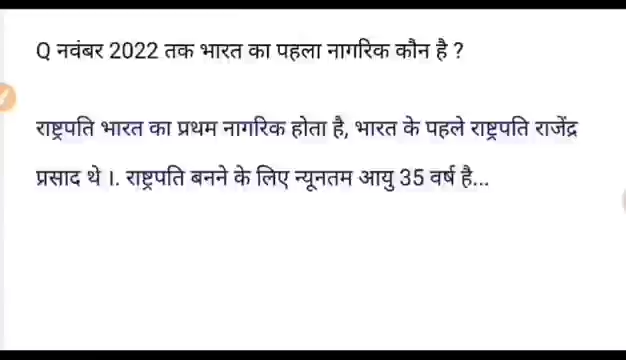 Q नवंबर 2022 तक भारत का पहला नागरिक कौन है ?
राष्ट्रपति भारत का प्रथम नागरिक होता है, भारत के पहले राष्ट्रपति राजेंद्र
प्रसाद थे ।. राष्ट्रपति बनने के लिए न्यूनतम आयु 35 वर्ष है...